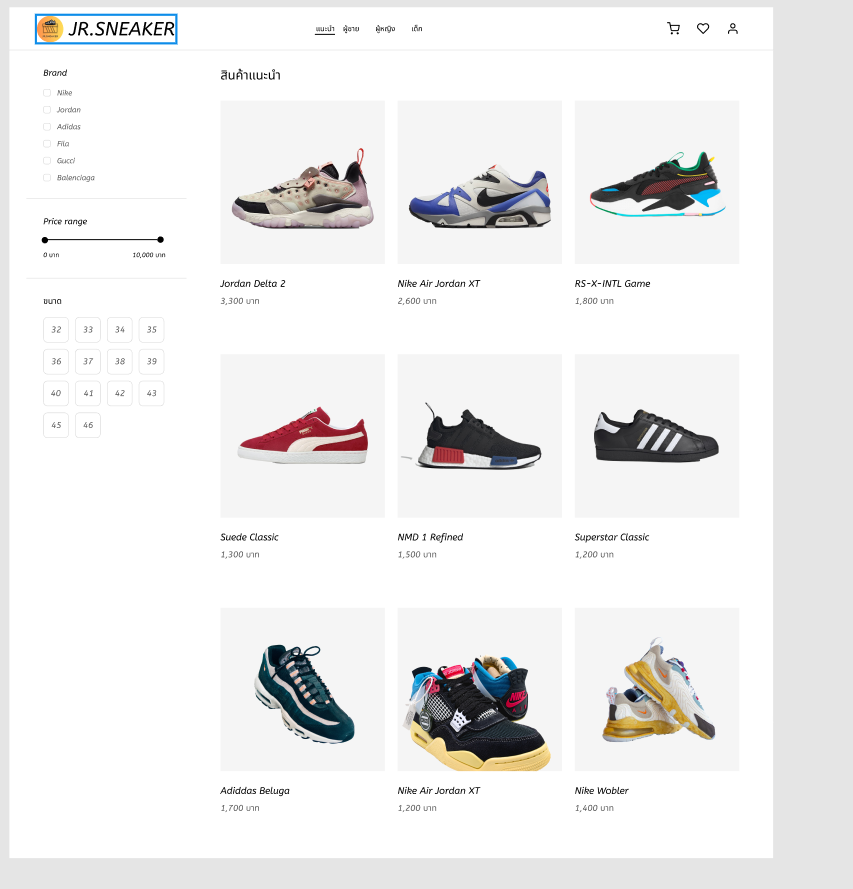 JR.SNEAKER
แนะนำ ผู้ชาย ผู้หญิง เด็ก
Brand
Nike
Jordan
Adidas
Fila
Gucci
Balenciaga
Price range
0 บาท 10,000 บาท
ขนาด
32 33 34 35
36 37 38 39
40 41 42 43
45 46
สินค้าแนะนำ
Jordan Delta 2 Nike Air Jordan XT RS-X-INTL Game
3,300 บาท 2,600 บาท 1,800 บาท
Suede Classic NMD 1 Refined Superstar Classic
1,300 บาท 1,500 บาท 1,200 บาท
Adiddas Beluga Nike Air Jordan XT Nike Wobler
1,700 บาท 1,200 บาท 1,400 บาท